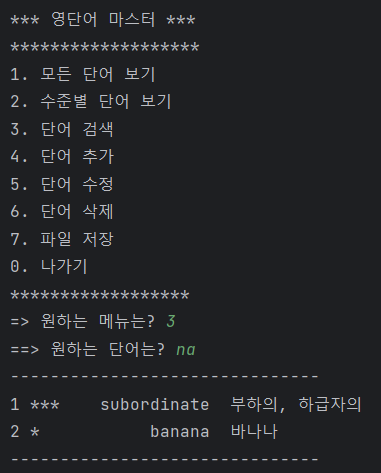 *** 영단어 마스터 ***
*******************
1. 모든 단어 보기
2. 수준별 단어 보기
3. 단어 검색
4. 단어 추가
5. 단어 수정
6. 단어 삭제
7. 파일 저장
0. 나가기
******************
=> 원하는 메뉴는? 3
==> 원하는 단어는? na
-------------------------------
1 ***    subordinate  부하의, 하급자의
2 *           banana  바나나
-------------------------------